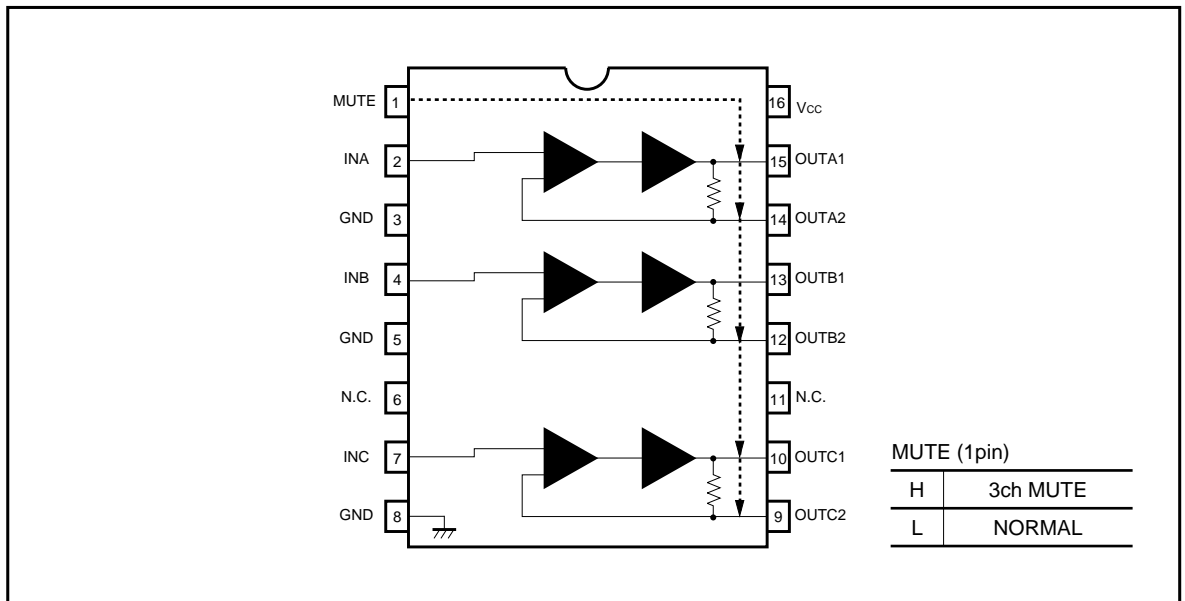 MUTE 1 16 Vcc
INA 2 15 OUTA1
GND 3 14 OUTA2
INB 4 13 OUTB1
GND 5 12 OUTB2
N.C. 6 11 N.C.
INC 7 10 OUTC1
GND 8 9 OUTC2
MUTE (1pin)
H 3ch MUTE
L NORMAL